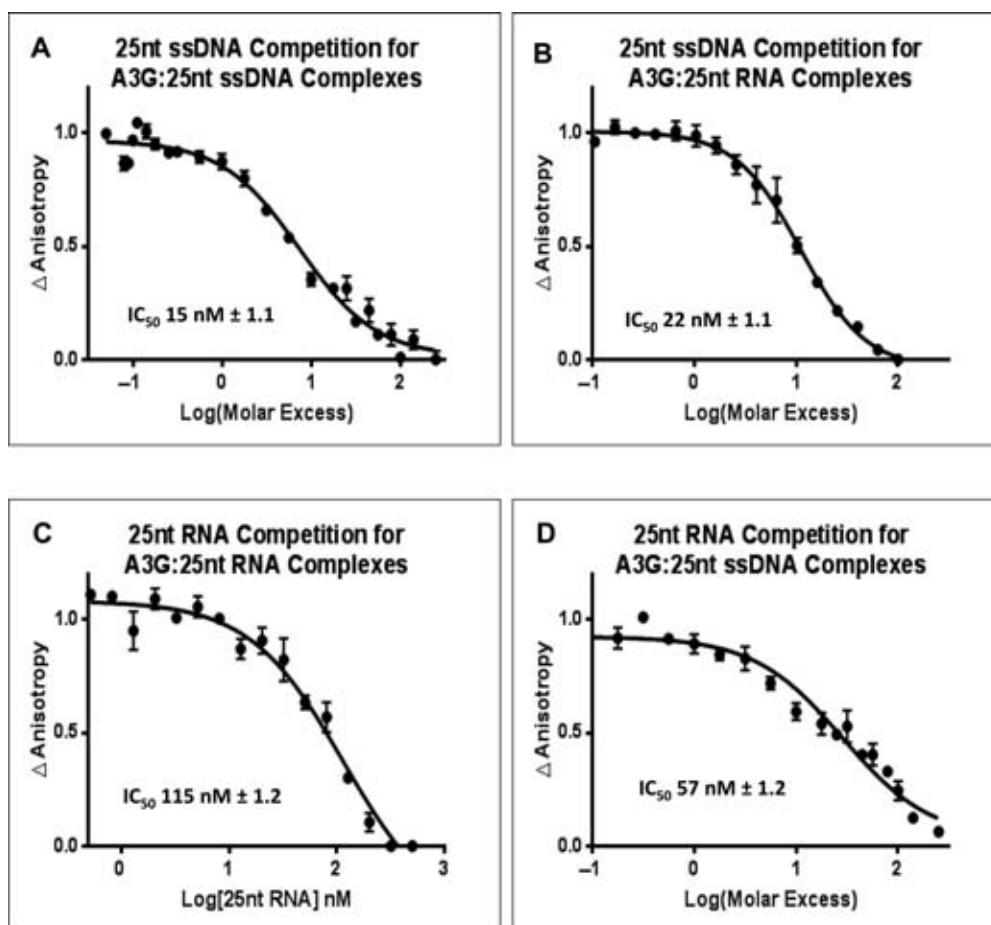 A
25nt ssDNA Competition for
A3G:25nt ssDNA Complexes
1.0
0.5
0.0
△ Anisotropy
IC50 15 nM ± 1.1
–1 0 1 2
Log(Molar Excess)
B
25nt ssDNA Competition for
A3G:25nt RNA Complexes
1.0
0.5
0.0
△ Anisotropy
IC50 22 nM ± 1.1
–1 0 1 2
Log(Molar Excess)
C
25nt RNA Competition for
A3G:25nt RNA Complexes
1.0
0.5
0.0
△ Anisotropy
IC50 115 nM ± 1.2
0 1 2 3
Log[25nt RNA] nM
D
25nt RNA Competition for
A3G:25nt ssDNA Complexes
1.0
0.5
0.0
△ Anisotropy
IC50 57 nM ± 1.2
–1 0 1 2
Log(Molar Excess)